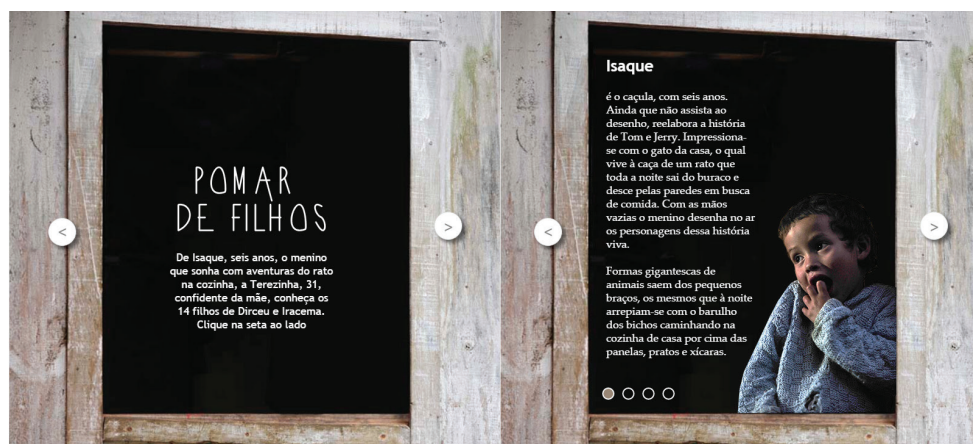 POMAR
DE FILHOS
De Isaque, seis anos, o menino
que sonha com aventuras do rato
na cozinha, a Terezinha, 31,
confidente da mãe, conheça os
14 filhos de Dirceu e Iracema.
Clique na seta ao lado
<
>
Isaque
é o caçula, com seis anos.
Ainda que não assista ao
desenho, reelabora a história
de Tom e Jerry. Impressiona-
se com o gato da casa, o qual
vive à caça de um rato que
toda a noite sai do buraco e
desce pelas paredes em busca
de comida. Com as mãos
vazias o menino desenha no ar
os personagens dessa história
viva.
Formas gigantescas de
animais saem dos pequenos
braços, os mesmos que à noite
arrepiam-se com o barulho
dos bichos caminhando na
cozinha de casa por cima das
panelas, pratos e xícaras.
<
>